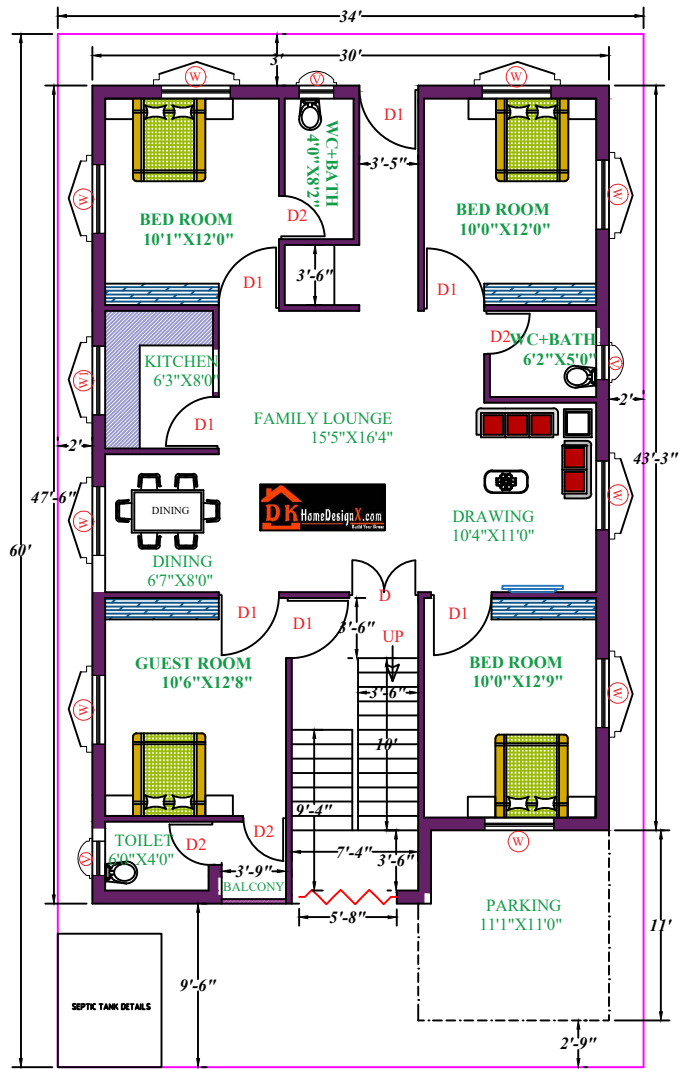 34'
30'
3'
W
V
W
D1
WC+BATH
4'0"X8'2"
3'-5"
W
BED ROOM
10'1"X12'0"
D2
BED ROOM
10'0"X12'0"
W
D1
3'-6"
D1
D2
WC+BATH
6'2"X5'0"
V
W1
KITCHEN
6'3"X8'0"
2'
D1
FAMILY LOUNGE
15'5"X16'4"
2'
43'-3"
47'-6"
60'
W
DINING
DK HomeDesignX.com
Build Your Dream
DRAWING
10'4"X11'0"
W
DINING
6'7"X8'0"
D
D1
D1
3'-6"
UP
D1
GUEST ROOM
10'6"X12'8"
BED ROOM
10'0"X12'9"
W
W
3'-6"
10'
9'-4"
TOILET
6'0"X4'0"
D2
D2
V
7'-4"
3'-6"
W
3'-9"
BALCONY
5'-8"
PARKING
11'1"X11'0"
11'
9'-6"
SEPTIC TANK DETAILS
2'-9"